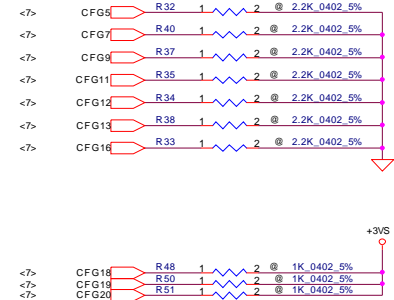 <7> CFG5 R32 1 2 @ 2.2K_0402_5%
<7> CFG7 R40 1 2 @ 2.2K_0402_5%
<7> CFG9 R37 1 2 @ 2.2K_0402_5%
<7> CFG11 R35 1 2 @ 2.2K_0402_5%
<7> CFG12 R34 1 2 @ 2.2K_0402_5%
<7> CFG13 R38 1 2 @ 2.2K_0402_5%
<7> CFG16 R33 1 2 @ 2.2K_0402_5%
+3VS
<7> CFG18 R48 1 2 @ 1K_0402_5%
<7> CFG19 R50 1 2 @ 1K_0402_5%
<7> CFG20 R51 1 2 @ 1K_0402_5%